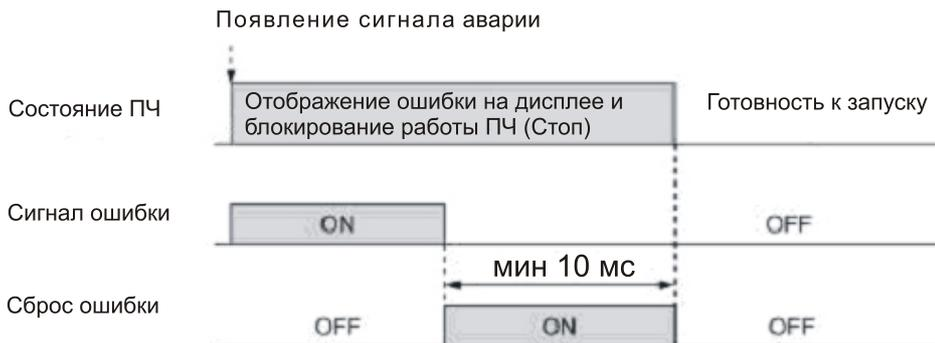 Появление сигнала аварии
Состояние ПЧ
Отображение ошибки на дисплее и
блокирование работы ПЧ (Стоп)
Готовность к запуску
Сигнал ошибки
ON
OFF
мин 10 мс
Сброс ошибки
OFF
ON
OFF